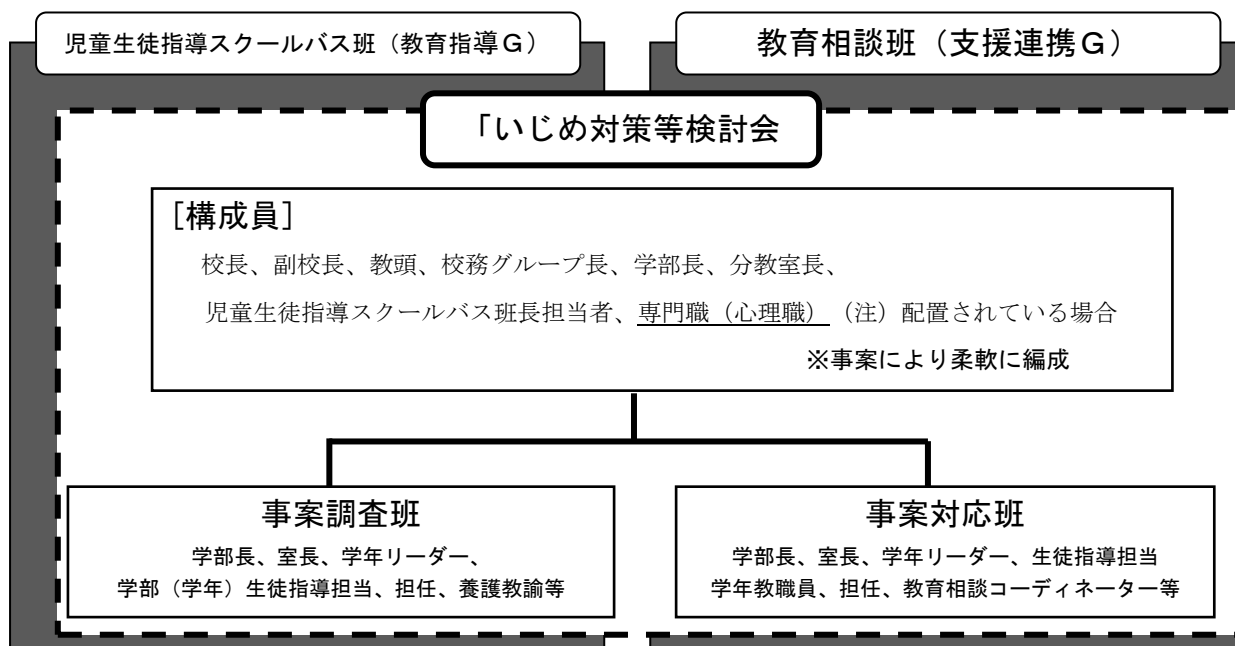 児童生徒指導スクールバス班（教育指導G）
教育相談班（支援連携G）
「いじめ対策等検討会
［構成員］
校長、副校長、教頭、校務グループ長、学部長、分教室長、
児童生徒指導スクールバス班長担当者、専門職（心理職）（注）配置されている場合
※事案により柔軟に編成
事案調査班
学部長、室長、学年リーダー、
学部（学年）生徒指導担当、担任、養護教諭等
事案対応班
学部長、室長、学年リーダー、生徒指導担当
学年教職員、担任、教育相談コーディネーター等